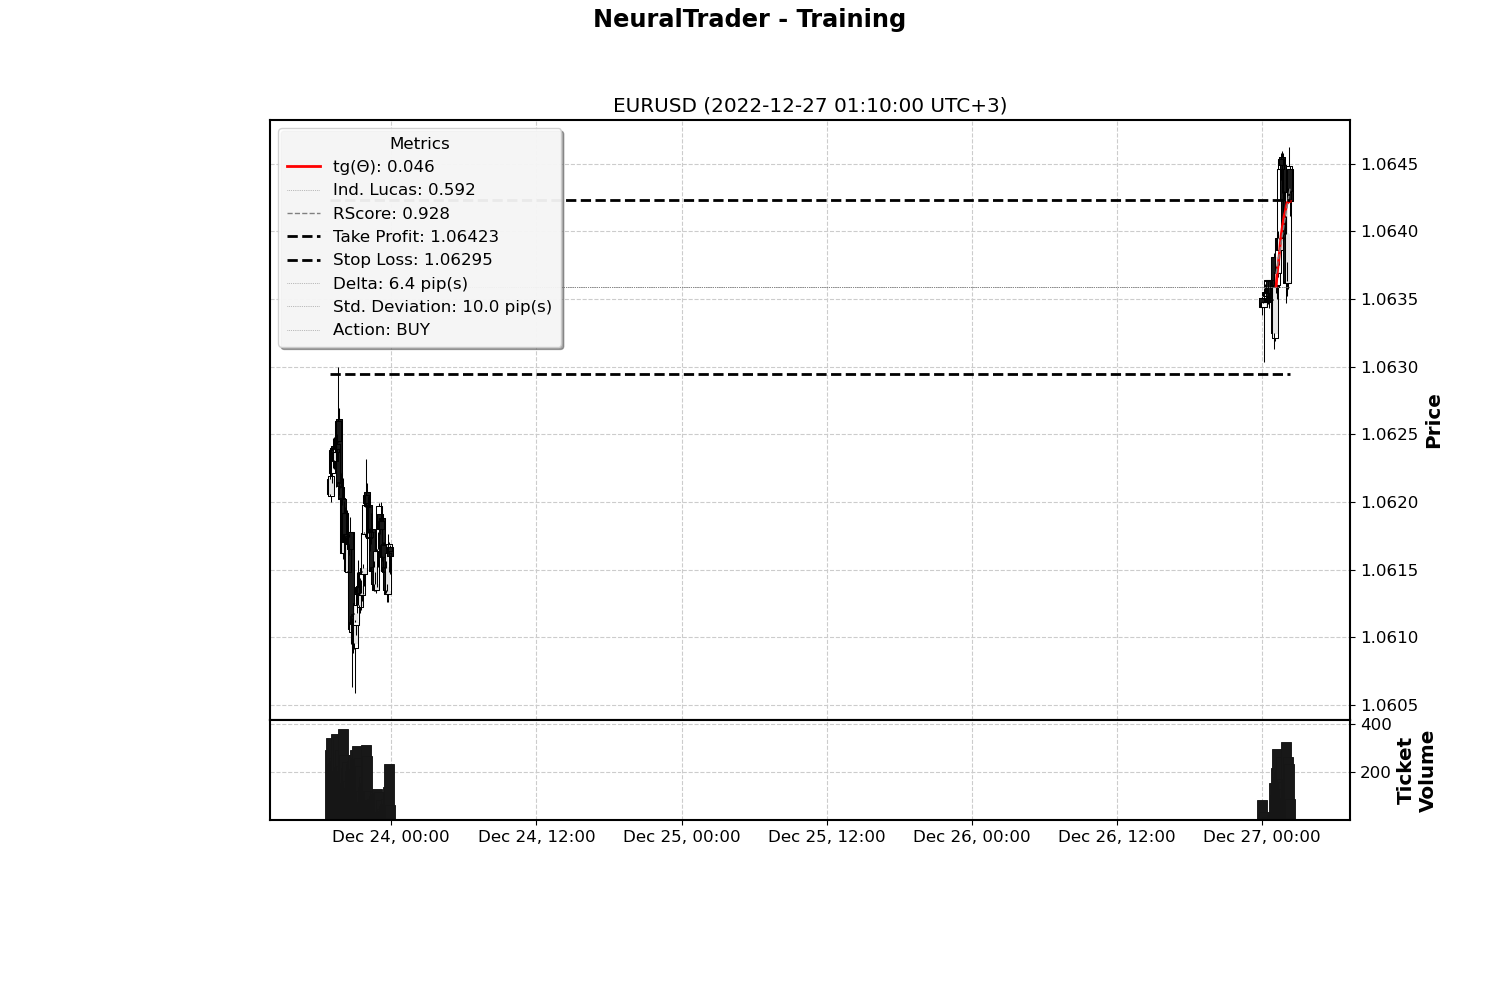 NeuralTrader - Training
EURUSD (2022-12-27 01:10:00 UTC+3)
Metrics
tg(Θ): 0.046
Ind. Lucas: 0.592
RScore: 0.928
Take Profit: 1.06423
Stop Loss: 1.06295
Delta: 6.4 pip(s)
Std. Deviation: 10.0 pip(s)
Action: BUY
1.0645
1.0640
1.0635
1.0630
1.0625
1.0620
1.0615
1.0610
1.0605
Price
400
200
Ticket
Volume
Dec 24, 00:00
Dec 24, 12:00
Dec 25, 00:00
Dec 25, 12:00
Dec 26, 00:00
Dec 26, 12:00
Dec 27, 00:00